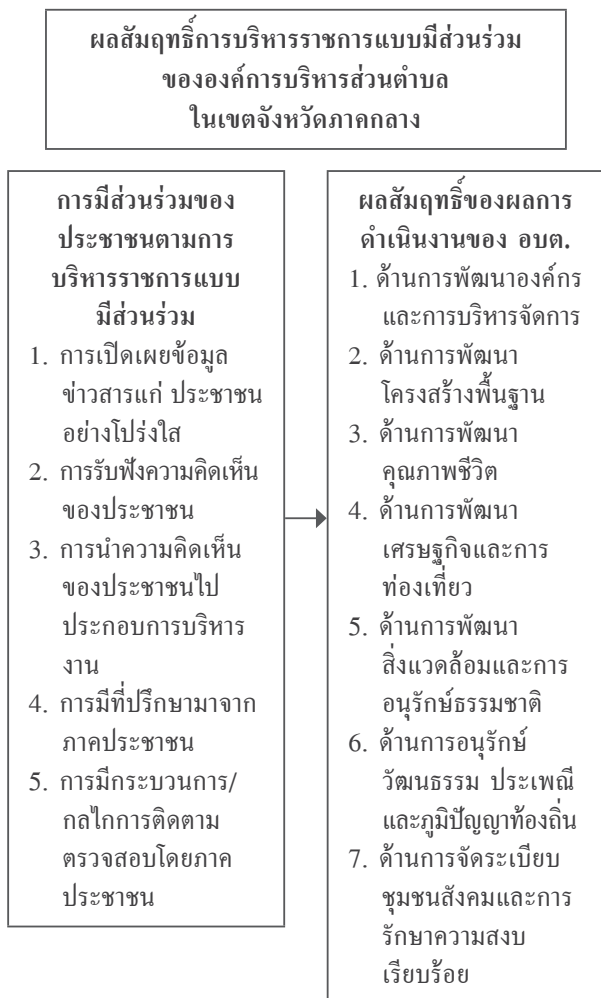 ผลสัมฤทธิ์การบริหารราชการแบบมีส่วนร่วม
ขององค์การบริหารส่วนตำบล
ในเขตจังหวัดภาคกลาง
การมีส่วนร่วมของ
ประชาชนตามการ
บริหารราชการแบบ
มีส่วนร่วม
1. การเปิดเผยข้อมูล
ข่าวสารแก่ ประชาชน
อย่างโปร่งใส
2. การรับฟังความคิดเห็น
ของประชาชน
3. การนำความคิดเห็น
ของประชาชนไป
ประกอบการบริหาร
งาน
4. การมีที่ปรึกษามาจาก
ภาคประชาชน
5. การมีกระบวนการ/
กลไกการติดตาม
ตรวจสอบโดยภาค
ประชาชน
ผลสัมฤทธิ์ของผลการ
ดำเนินงานของ อบต.
1. ด้านการพัฒนาองค์กร
และการบริหารจัดการ
2. ด้านการพัฒนา
โครงสร้างพื้นฐาน
3. ด้านการพัฒนา
คุณภาพชีวิต
4. ด้านการพัฒนา
เศรษฐกิจและการ
ท่องเที่ยว
5. ด้านการพัฒนา
สิ่งแวดล้อมและการ
อนุรักษ์ธรรมชาติ
6. ด้านการอนุรักษ์
วัฒนธรรม ประเพณี
และภูมิปัญญาท้องถิ่น
7. ด้านการจัดระเบียบ
ชุมชนสังคมและการ
รักษาความสงบ
เรียบร้อย